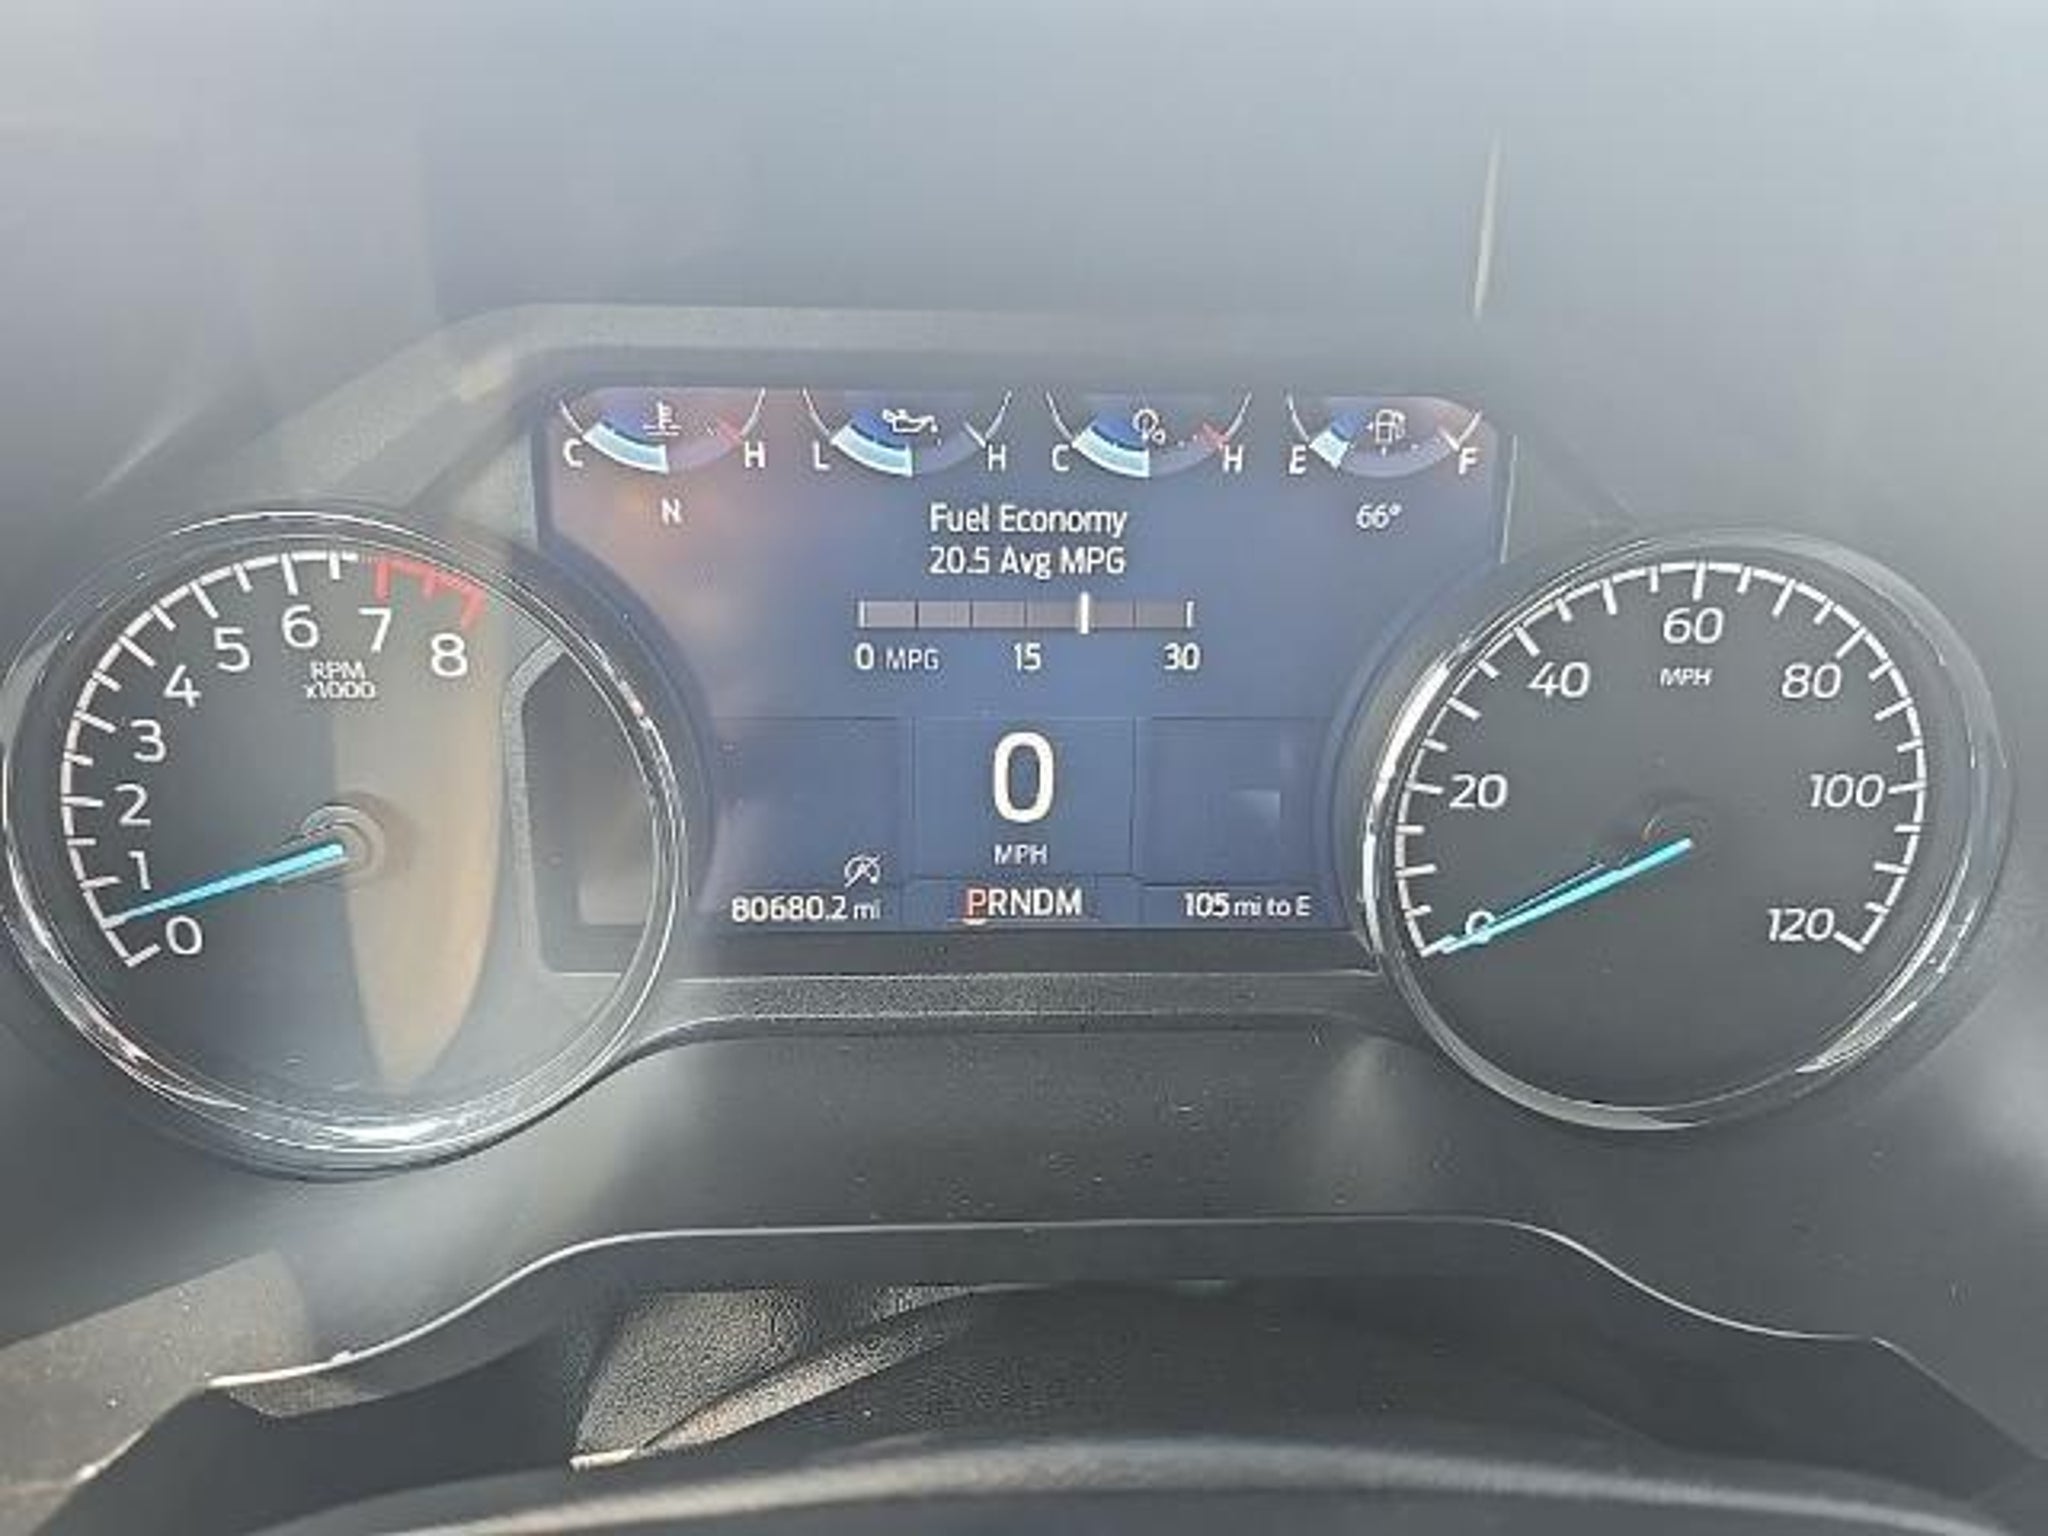 C H L H C H E F
N
66°
Fuel Economy
20.5 Avg MPG
0 MPG 15 30
0 1 2 3 4 5 6 7 8
RPM
x1000
0
MPH
80680.2 mi
PRNDM
105 mi to E
0 20 40 60 80 100 120
MPH